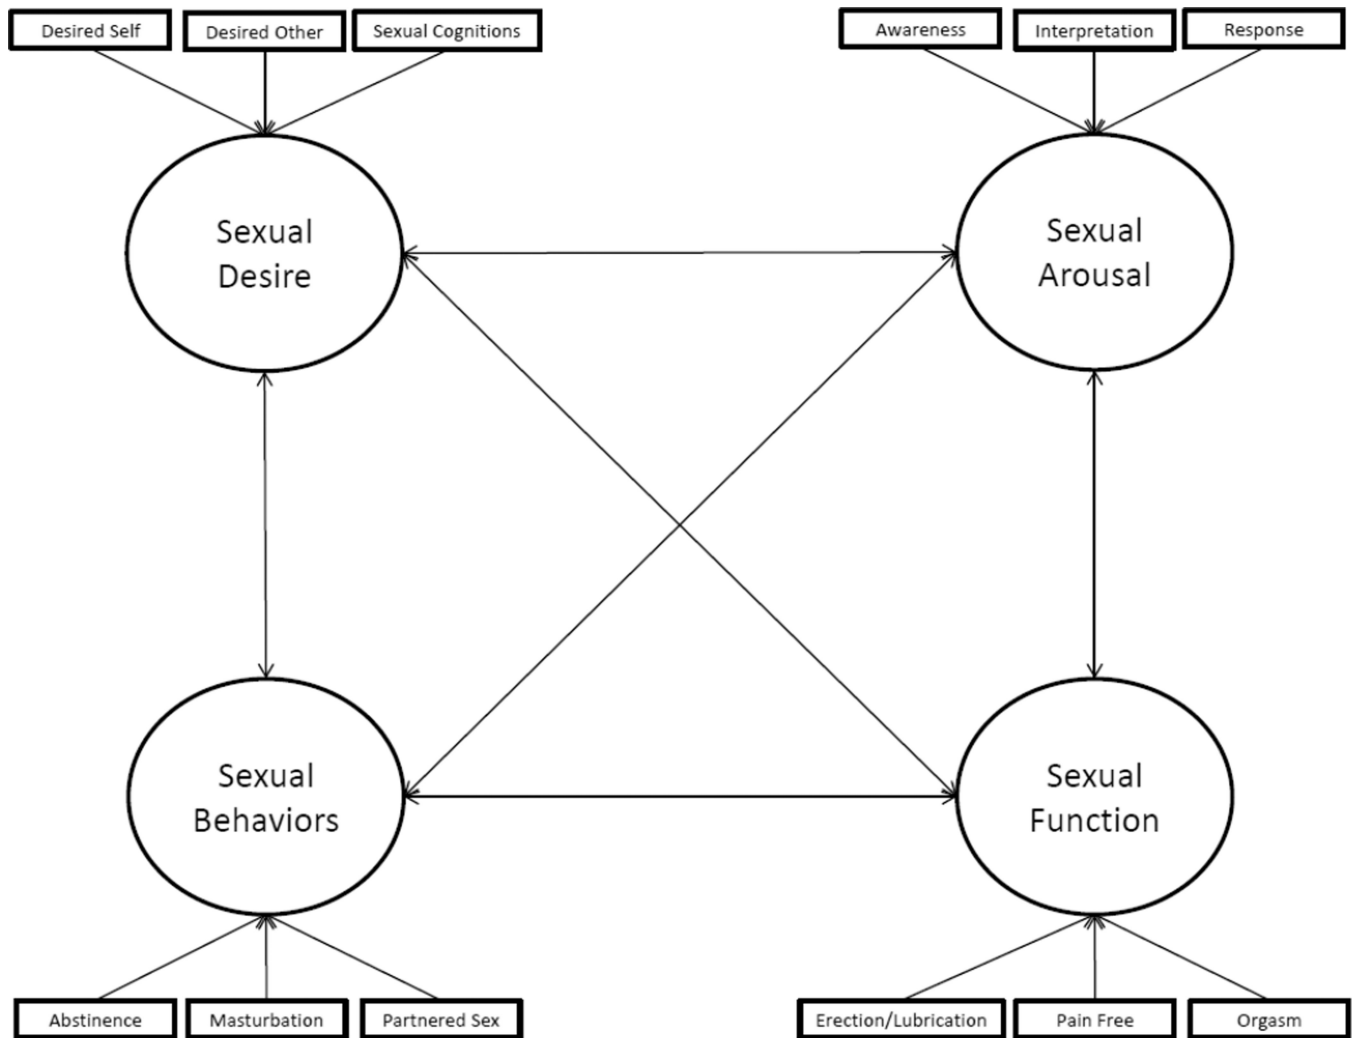 Desired Self
Desired Other
Sexual Cognitions
Awareness
Interpretation
Response
Sexual
Desire
Sexual
Arousal
Sexual
Behaviors
Sexual
Function
Abstinence
Masturbation
Partnered Sex
Erection/Lubrication
Pain Free
Orgasm